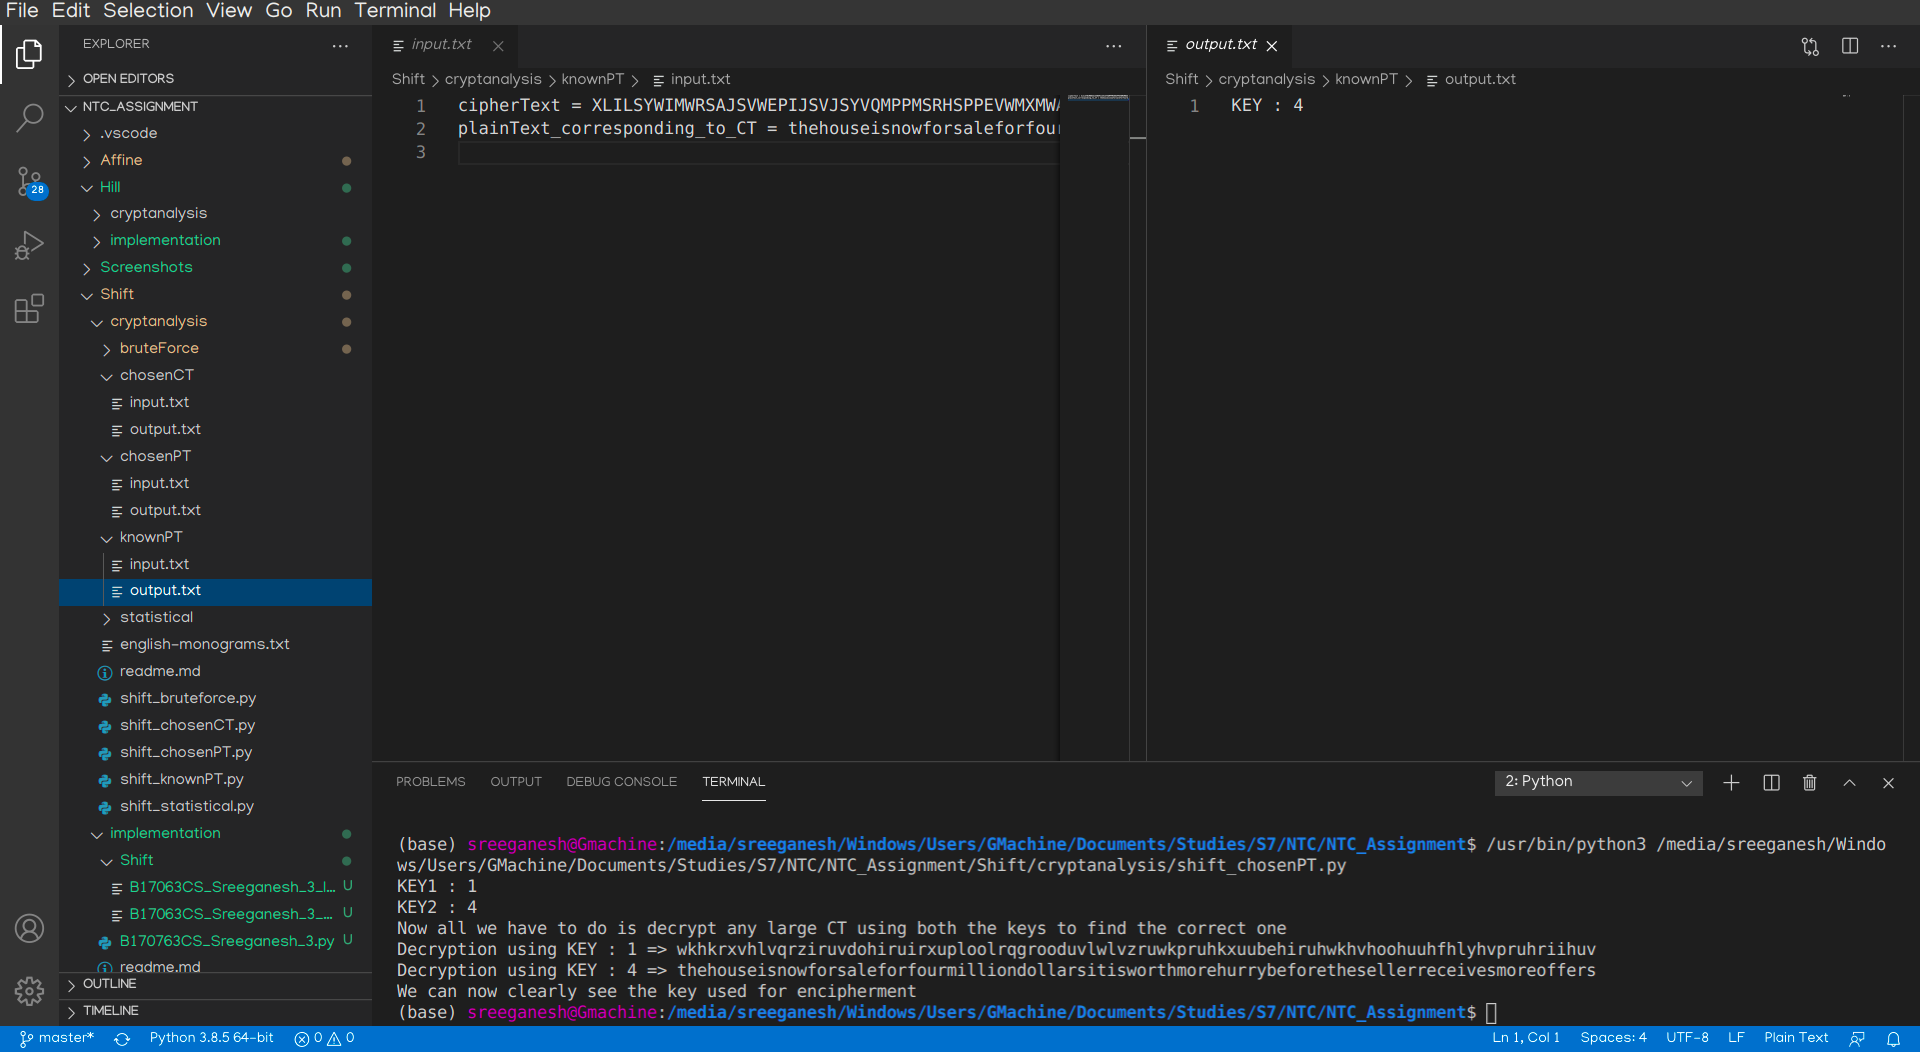 File Edit Selection View Go Run Terminal Help
EXPLORER
OPEN EDITORS
NTC_ASSIGNMENT
.vscode
Affine
Hill
cryptanalysis
implementation
Screenshots
Shift
cryptanalysis
bruteForce
chosenCT
input.txt
output.txt
chosenPT
input.txt
output.txt
knownPT
input.txt
output.txt
statistical
english-monograms.txt
readme.md
shift_bruteforce.py
shift_chosenCT.py
shift_chosenPT.py
shift_knownPT.py
shift_statistical.py
implementation
Shift
B17063CS_Sreeganesh_3_I... U
B17063CS_Sreeganesh_3_... U
B170763CS_Sreeganesh_3.py U
readme.md
OUTLINE
TIMELINE
28
input.txt
Shift > cryptanalysis > knownPT > input.txt
1 cipherText = XLILSYWIMWRSAJSVWEPIJSVJSYVQMPPMSRHSPPEVWMXMWA
2 plainText_corresponding_to_CT = thehouseisnowforsaleforfour
3
output.txt
Shift > cryptanalysis > knownPT > output.txt
1 KEY : 4
PROBLEMS OUTPUT DEBUG CONSOLE TERMINAL
2: Python
(base) sreeganesh@Gmachine:/media/sreeganesh/Windows/Users/GMachine/Documents/Studies/S7/NTC/NTC_Assignment$ /usr/bin/python3 /media/sreeganesh/Windo
ws/Users/GMachine/Documents/Studies/S7/NTC/NTC_Assignment/Shift/cryptanalysis/shift_chosenPT.py
KEY1 : 1
KEY2 : 4
Now all we have to do is decrypt any large CT using both the keys to find the correct one
Decryption using KEY : 1 => wkhkrxvhlvqrziruvdohiruirxuploolrqgrooduvlwlvzruwkpruhkxuubehiruhwkhvhoohuuhfhlyhvpruhriihuv
Decryption using KEY : 4 => thehouseisnowforsaleforfourmilliondollarsitisworthmorehurrybeforethesellerreceivesmoreoffers
We can now clearly see the key used for encipherment
(base) sreeganesh@Gmachine:/media/sreeganesh/Windows/Users/GMachine/Documents/Studies/S7/NTC/NTC_Assignment$
master* Python 3.8.5 64-bit 0 0 Ln 1, Col 1 Spaces: 4 UTF-8 LF Plain Text